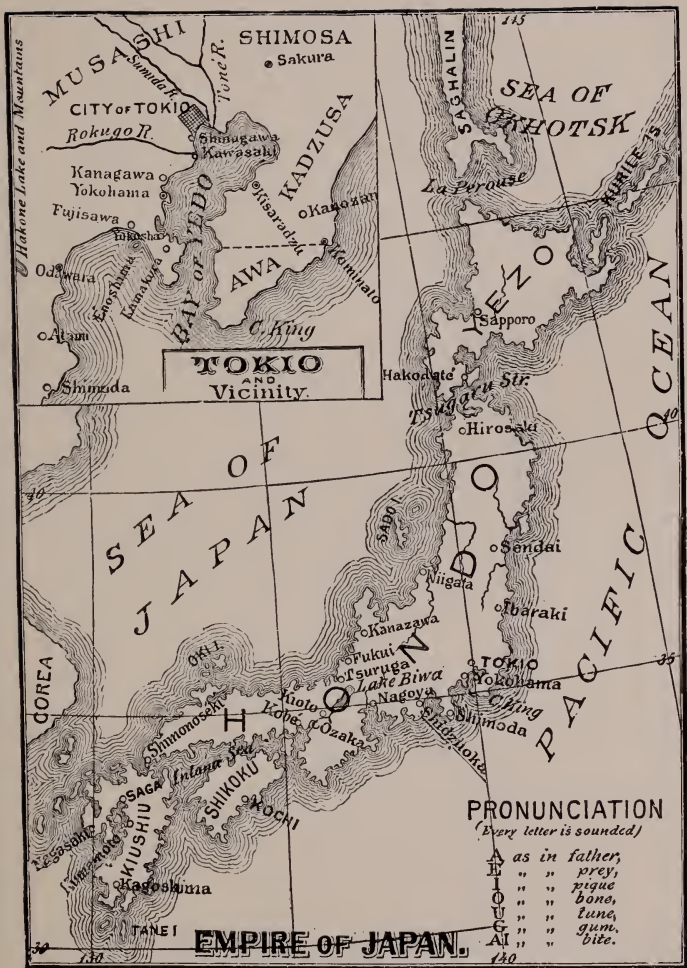 MUSASHI
SHIMOSA
Sakura
Sumida R.
Toné R.
CITY OF TOKIO
Rokugo R.
Shinagawa
Kawasaki
KADZUSA
Hakone Lake and Mountains
Kanagawa
Yokohama
Kisaradzu
Kanozan
Fujisawa
BAY OF YEDO
Odawara
Enoshima
Kamakura
AWA
Kominato
Atami
C. King
Shimoda
TOKIO
AND
Vicinity.
145
SAGHALIN
SEA OF
OKHOTSK
La Perouse
KURILE IS
YEZO
Sapporo
Hakodate
Tsugaru Str.
Hirosaki
40
OCEAN
PACIFIC
SEA OF
JAPAN
40
SADO I.
HONDO
Sendai
Niigata
Ibaraki
Kanazawa
Fukui
Tsuruga
Lake Biwa
TOKIO
Yokohama
35
OKI I.
COREA
Kioto
Kobe
Ozaka
Nagoya
Shidzuoka
Shimoda
Shimonoseki
Inland Sea
SAGA
SHIKOKU
KOCHI
KIUSHIU
Nagasaki
Kumamoto
Kagoshima
TANE I
PRONUNCIATION
(Every letter is sounded)
A as in father,
E " " prey,
I " " pique
O " " bone,
U " " tune,
G " " gum,
AI " " bite.
30
130
EMPIRE OF JAPAN.
140